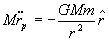 M r̈_p = - GMm/r² r̂